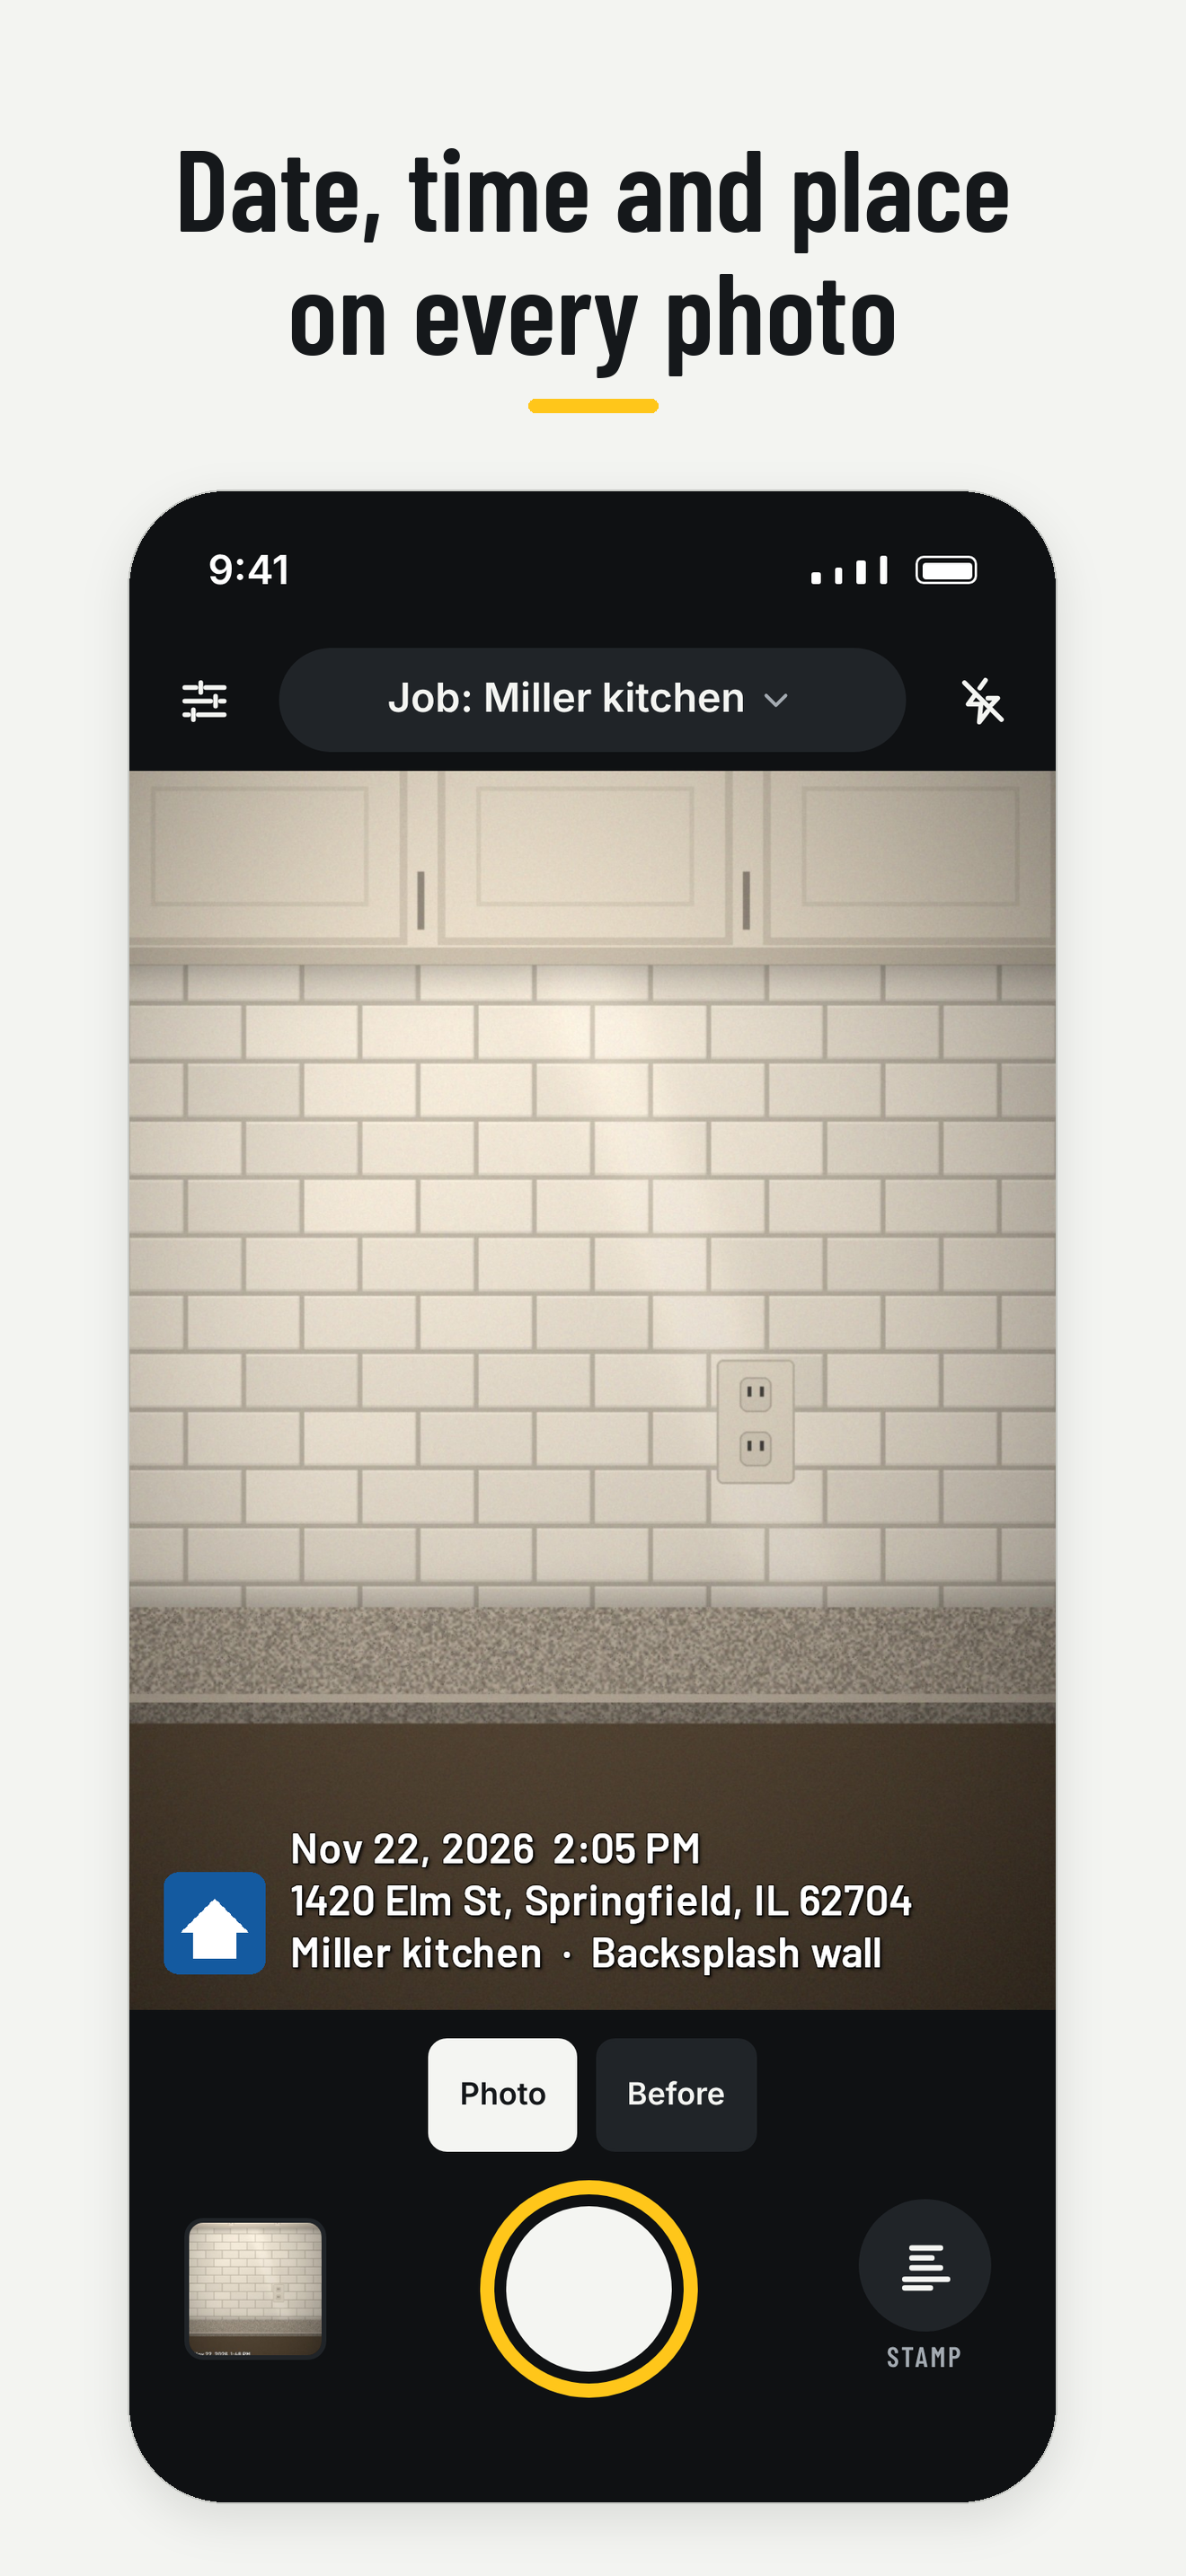 Date, time and place
on every photo
9:41
Job: Miller kitchen
Nov 22, 2026 2:05 PM
1420 Elm St, Springfield, IL 62704
Miller kitchen · Backsplash wall
Photo
Before
STAMP